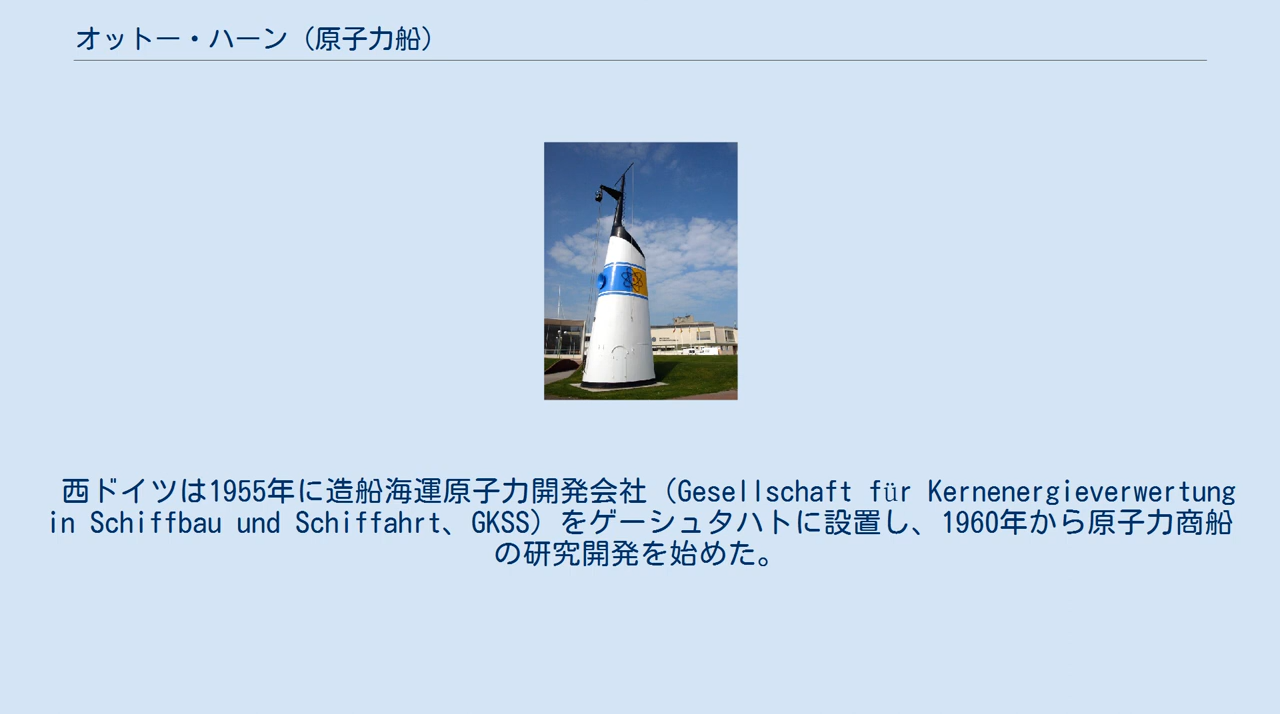 オットー・ハーン（原子力船）
西ドイツは1955年に造船海運原子力開発会社（Gesellschaft für Kernenergieverwertung
in Schiffbau und Schiffahrt、GKSS）をゲーシュタハトに設置し、1960年から原子力商船
の研究開発を始めた。